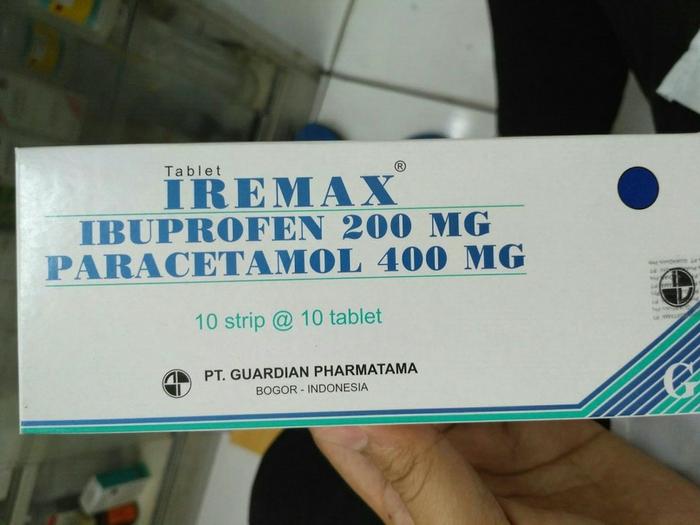 Tablet
IREMAX®
IBUPROFEN 200 MG
PARACETAMOL 400 MG
10 strip @ 10 tablet
PT. GUARDIAN PHARMATAMA
BOGOR - INDONESIA
G